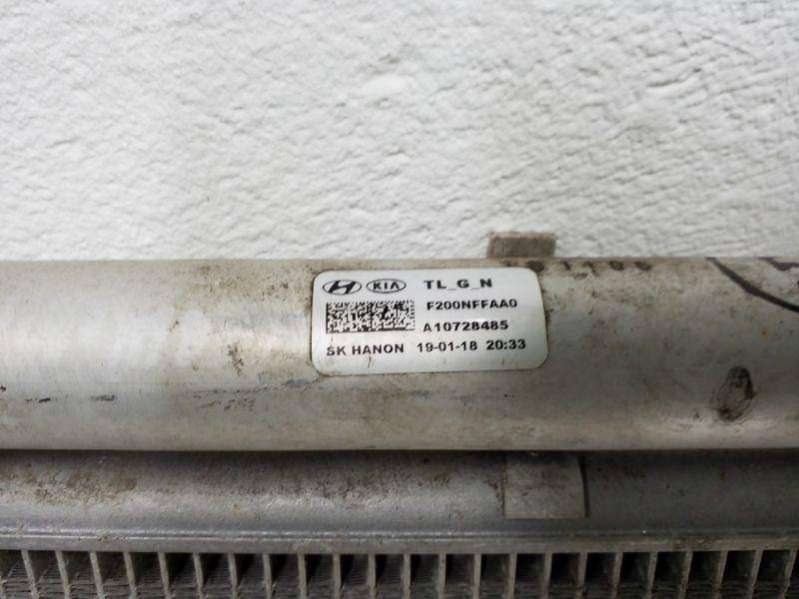 KIA TL_G_N
F200NFFAA0
A10728485
SK HANON 19-01-18 20:33